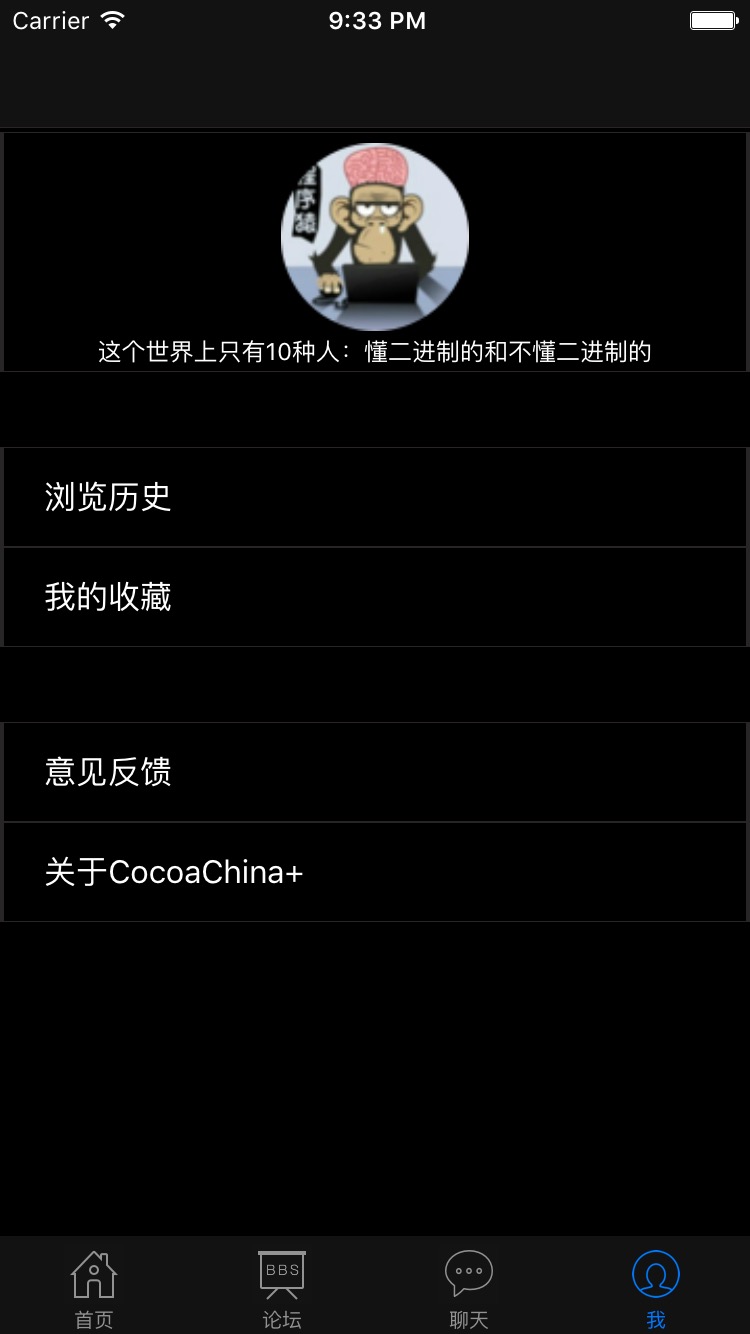 Carrier
9:33 PM
程序猿
这个世界上只有10种人：懂二进制的和不懂二进制的
浏览历史
我的收藏
意见反馈
关于CocoaChina+
BBS
首页
论坛
聊天
我